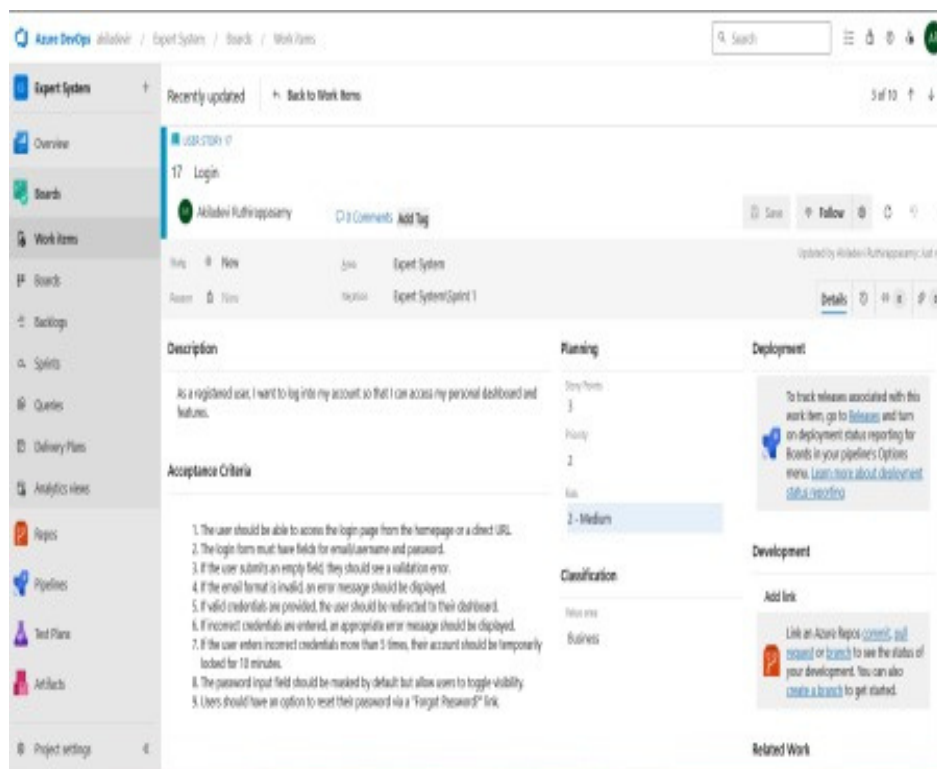 Azure DevOps / Expert System / Boards / Work items
Search
Expert System +
Overview
Boards
Work items
Boards
Backlogs
Sprints
Queries
Delivery Plans
Analytics views
Repos
Pipelines
Test Plans
Artifacts
Project settings
Recently updated
Back to Work Items
3 of 10
USER STORY 17
17 Login
Akiladevi Ruthirappasamy
0 Comments
Add Tag
Save
Follow
New
Area
Expert System
Iteration
Expert System\Sprint 1
Details
Description
As a registered user, I want to log into my account so that I can access my personal dashboard and
features.
Acceptance Criteria
1. The user should be able to access the login page from the homepage or a direct URL.
2. The login form must have fields for email/username and password.
3. If the user submits an empty field, they should see a validation error.
4. If the email format is invalid, an error message should be displayed.
5. If valid credentials are provided, the user should be redirected to their dashboard.
6. If incorrect credentials are entered, an appropriate error message should be displayed.
7. If the user enters incorrect credentials more than 5 times, their account should be temporarily
locked for 10 minutes.
8. The password input field should be masked by default but allow users to toggle visibility.
9. Users should have an option to reset their password via a "Forgot Password?" link.
Planning
Story Points
3
Priority
2
Risk
2 - Medium
Classification
Value area
Business
Deployment
To track releases associated with this
work item, go to Releases and turn
on deployment status reporting for
Boards in your pipeline's Options
menu. Learn more about deployment
status reporting
Development
Add link
Link an Azure Repos commit, pull
request or branch to see the status of
your development. You can also
create a branch to get started.
Related Work